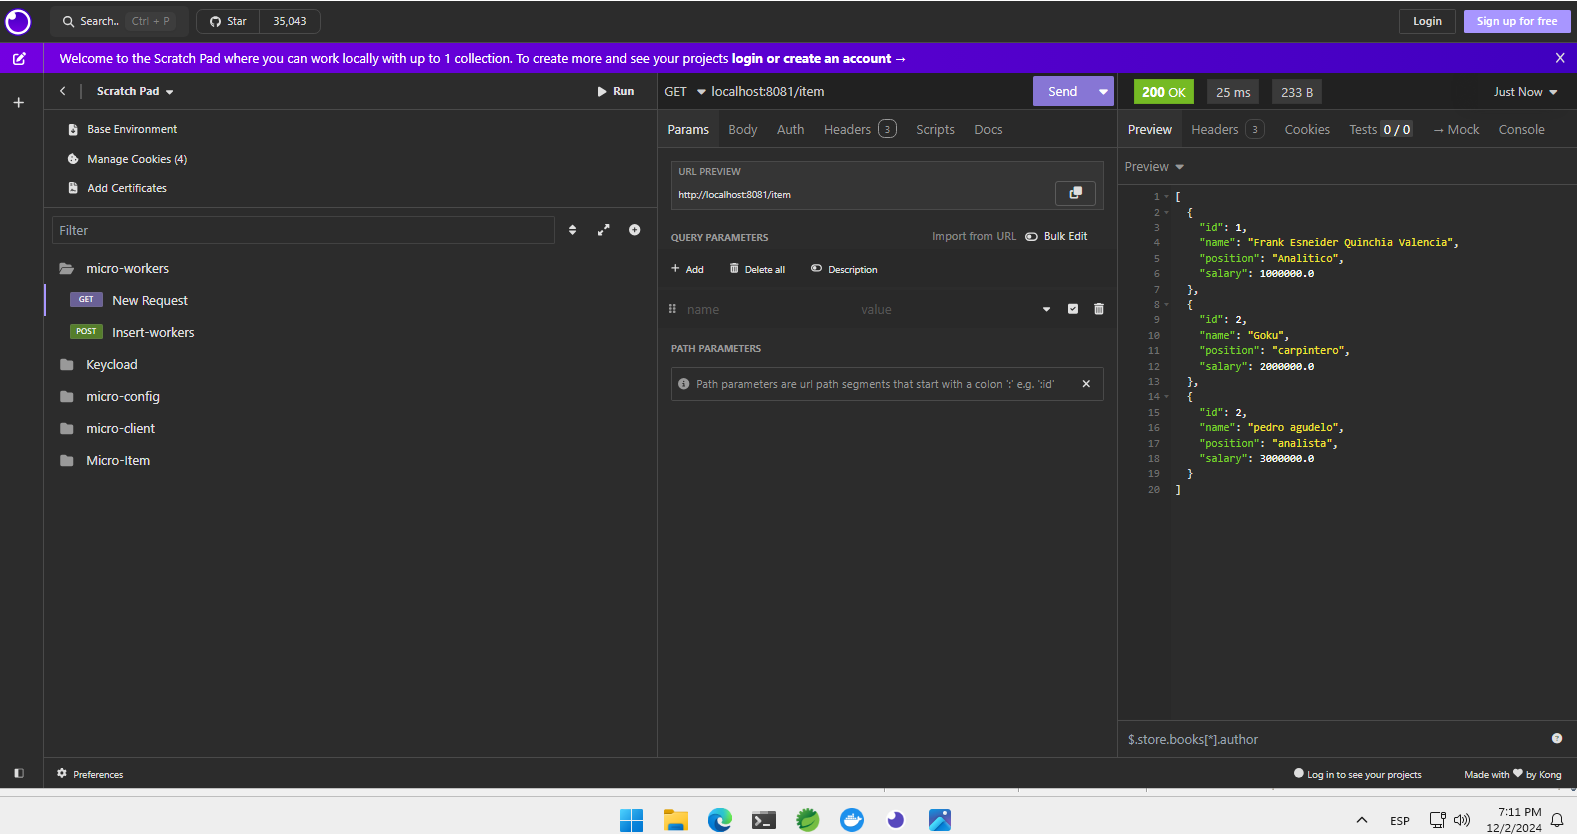 Search.. Ctrl + P Star 35,043 Login Sign up for free
Welcome to the Scratch Pad where you can work locally with up to 1 collection. To create more and see your projects login or create an account → X
Scratch Pad Run
Base Environment
Manage Cookies (4)
Add Certificates
Filter
micro-workers
GET New Request
POST Insert-workers
Keycload
micro-config
micro-client
Micro-Item
GET localhost:8081/item Send
Params Body Auth Headers 3 Scripts Docs
URL PREVIEW
http://localhost:8081/item
QUERY PARAMETERS Import from URL Bulk Edit
+ Add Delete all Description
name value
PATH PARAMETERS
Path parameters are url path segments that start with a colon ':' e.g. ':id'
200 OK 25 ms 233 B Just Now
Preview Headers 3 Cookies Tests 0 / 0 → Mock Console
Preview
1 [
2 {
3 "id": 1,
4 "name": "Frank Esneider Quinchia Valencia",
5 "position": "Analitico",
6 "salary": 1000000.0
7 },
8 {
9 "id": 2,
10 "name": "Goku",
11 "position": "carpintero",
12 "salary": 2000000.0
13 },
14 {
15 "id": 2,
16 "name": "pedro agudelo",
17 "position": "analista",
18 "salary": 3000000.0
19 }
20 ]
$.store.books[*].author
Preferences Log in to see your projects Made with ♥ by Kong
ESP 7:11 PM
12/2/2024